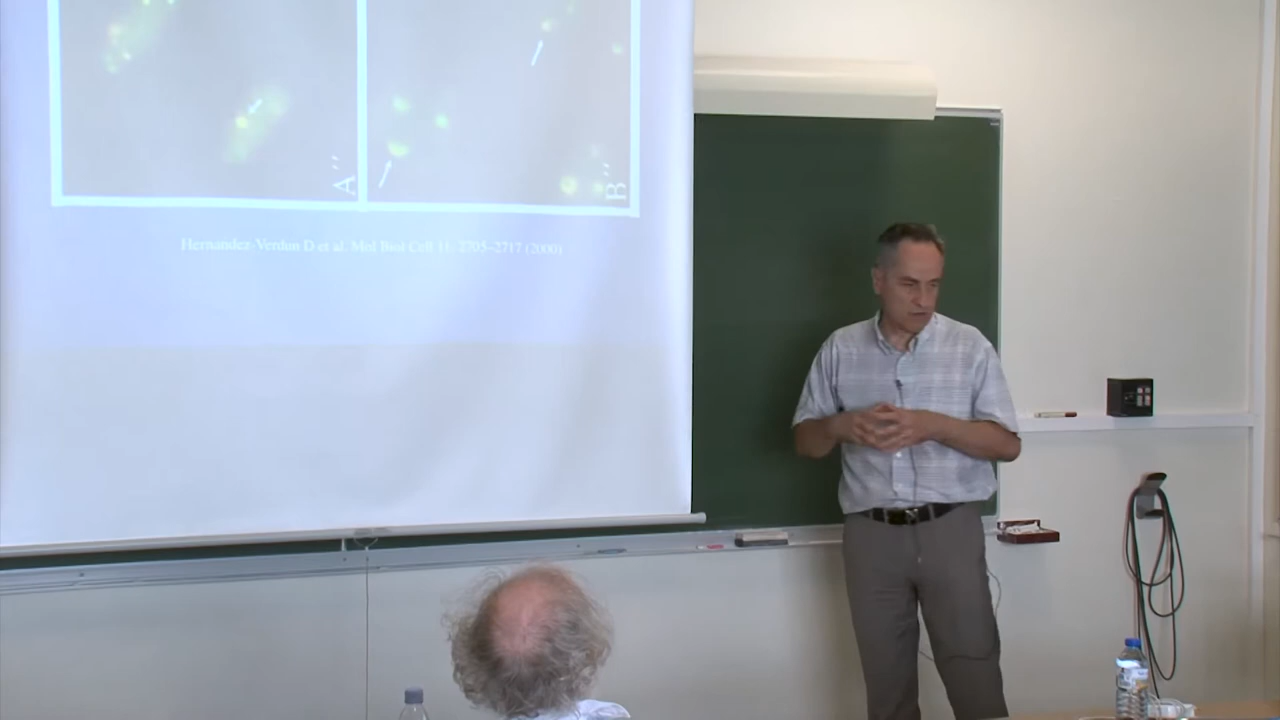 A''
B''
Hernandez-Verdun D et al. Mol Biol Cell 11: 2705–2717 (2000)